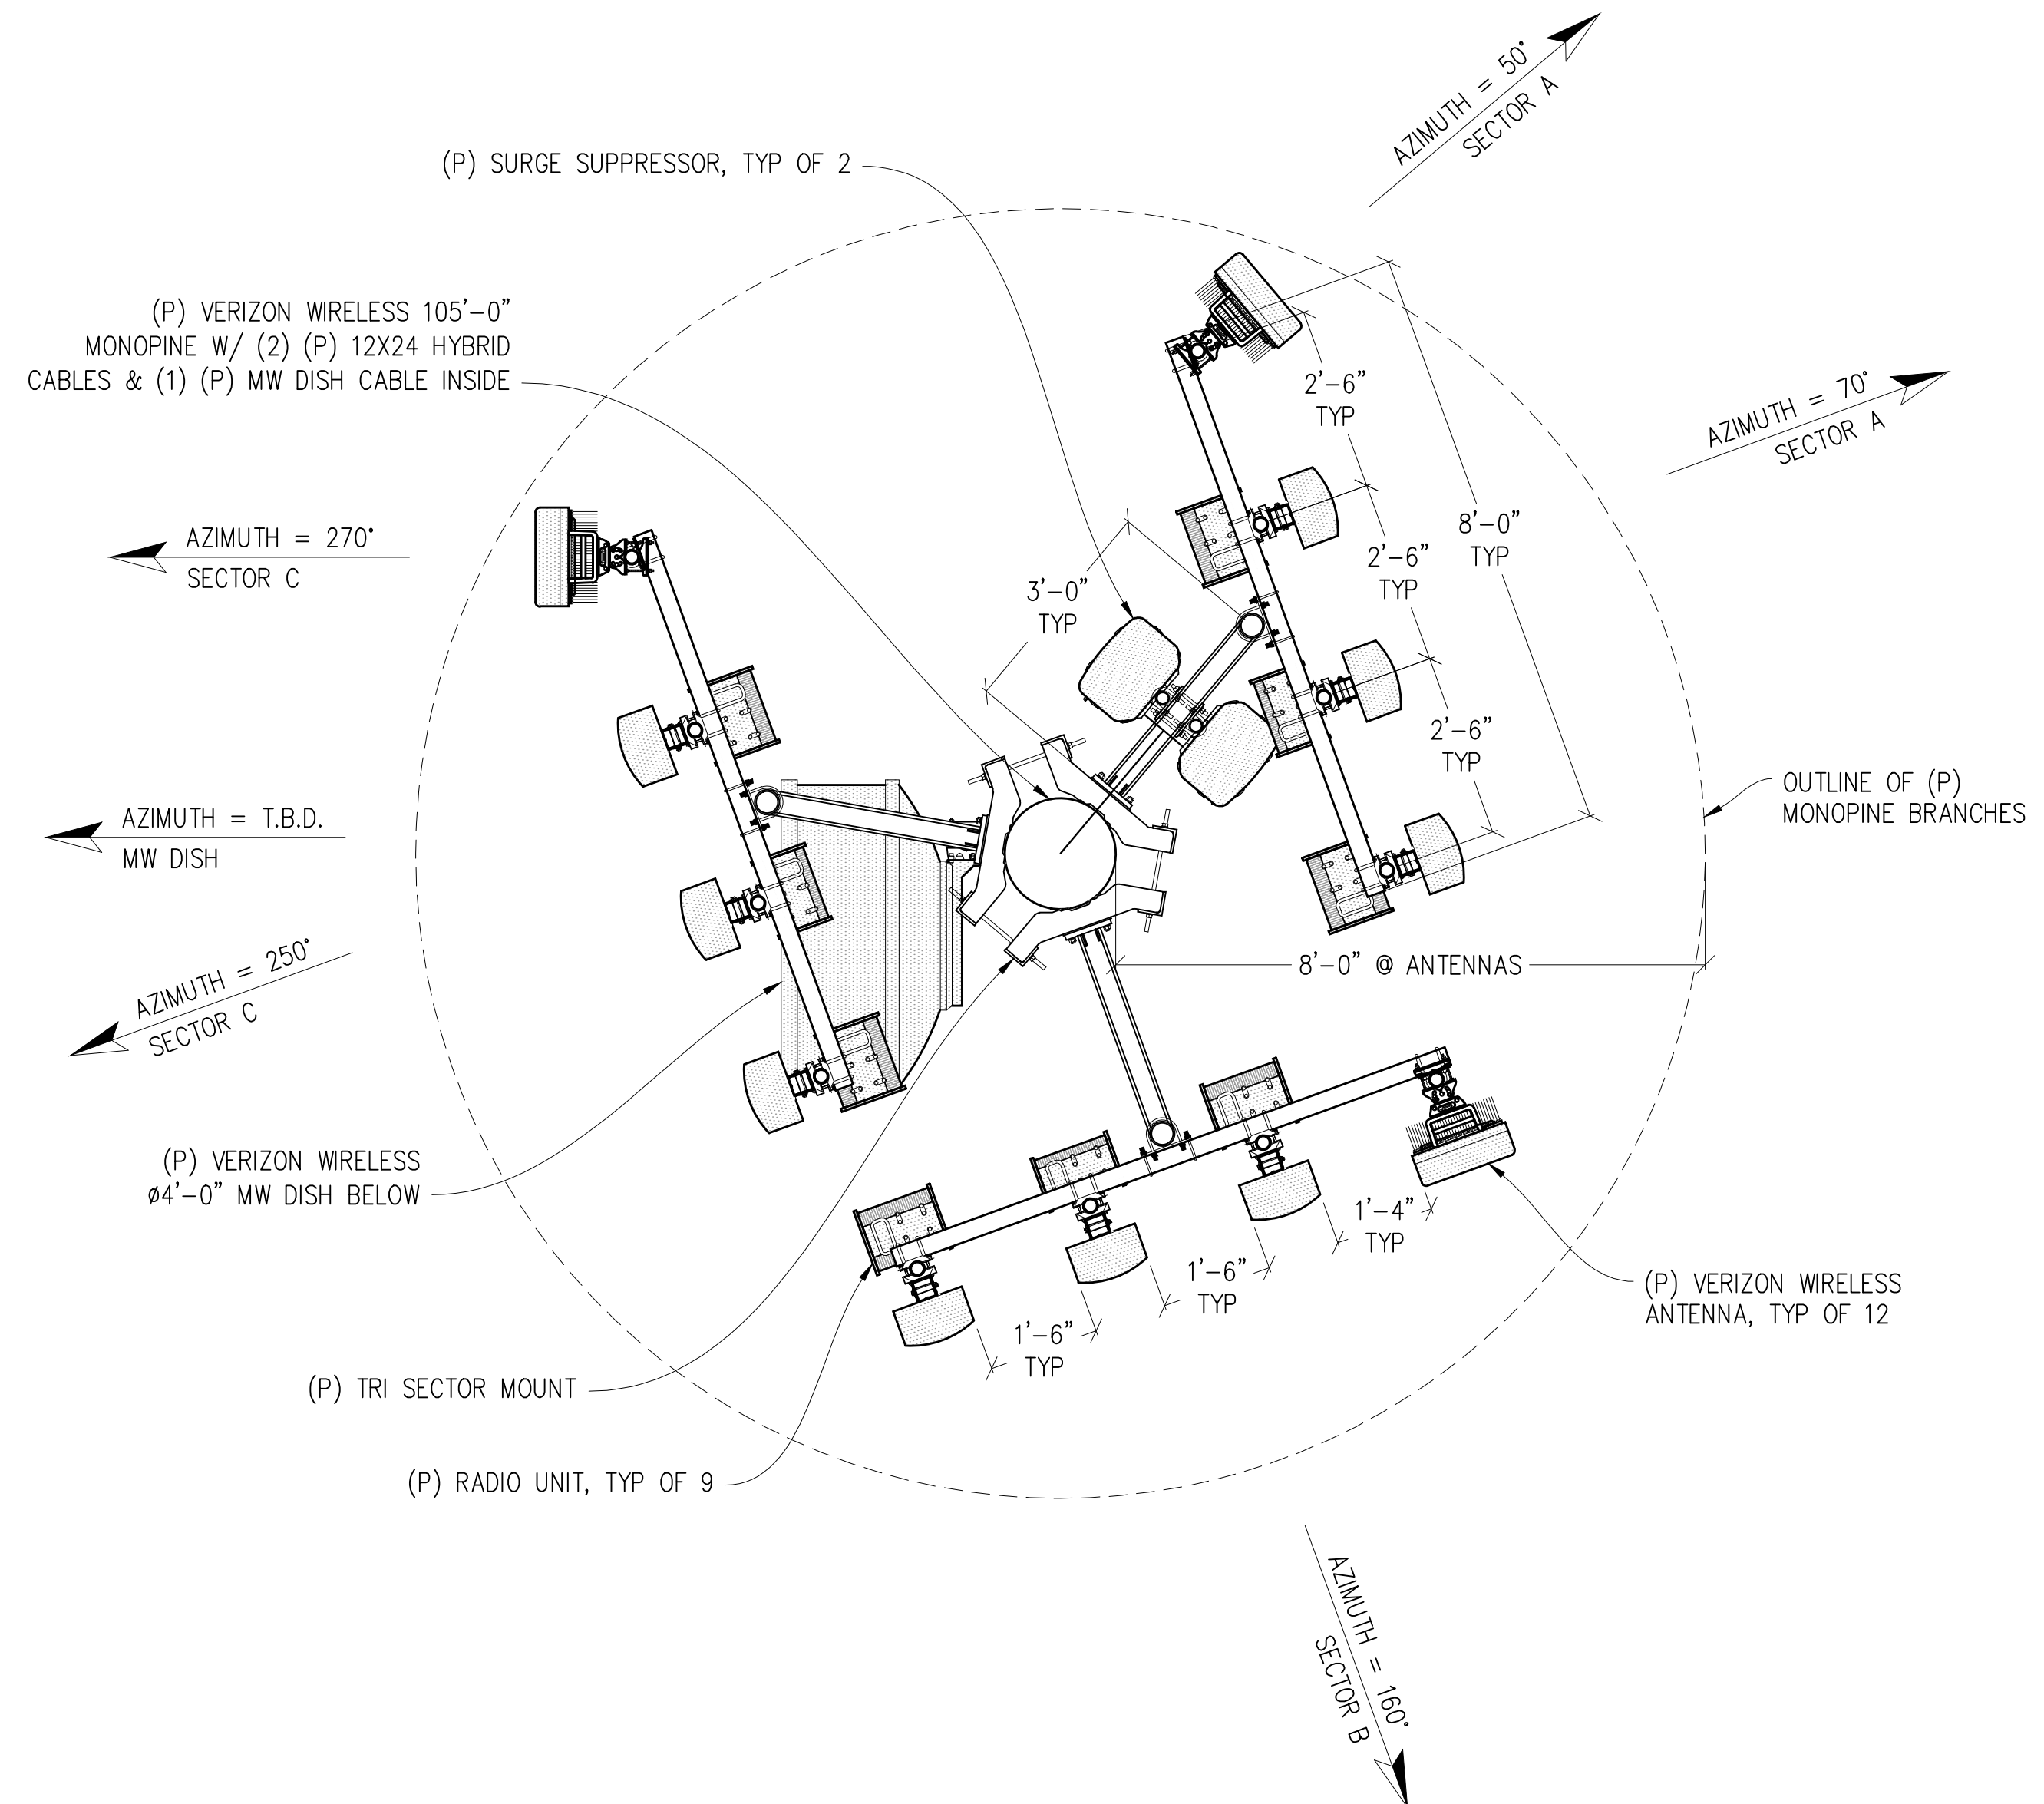 AZIMUTH = 50°
SECTOR A
(P) SURGE SUPPRESSOR, TYP OF 2
(P) VERIZON WIRELESS 105'-0"
MONOPINE W/ (2) (P) 12X24 HYBRID
CABLES & (1) (P) MW DISH CABLE INSIDE
2'-6"
TYP
AZIMUTH = 70°
SECTOR A
8'-0"
TYP
2'-6"
TYP
AZIMUTH = 270°
SECTOR C
3'-0"
TYP
2'-6"
TYP
OUTLINE OF (P)
MONOPINE BRANCHES
AZIMUTH = T.B.D.
MW DISH
AZIMUTH = 250°
SECTOR C
8'-0" @ ANTENNAS
(P) VERIZON WIRELESS
ø4'-0" MW DISH BELOW
1'-4"
TYP
1'-6"
TYP
1'-6"
TYP
(P) VERIZON WIRELESS
ANTENNA, TYP OF 12
(P) TRI SECTOR MOUNT
(P) RADIO UNIT, TYP OF 9
AZIMUTH = 160°
SECTOR B